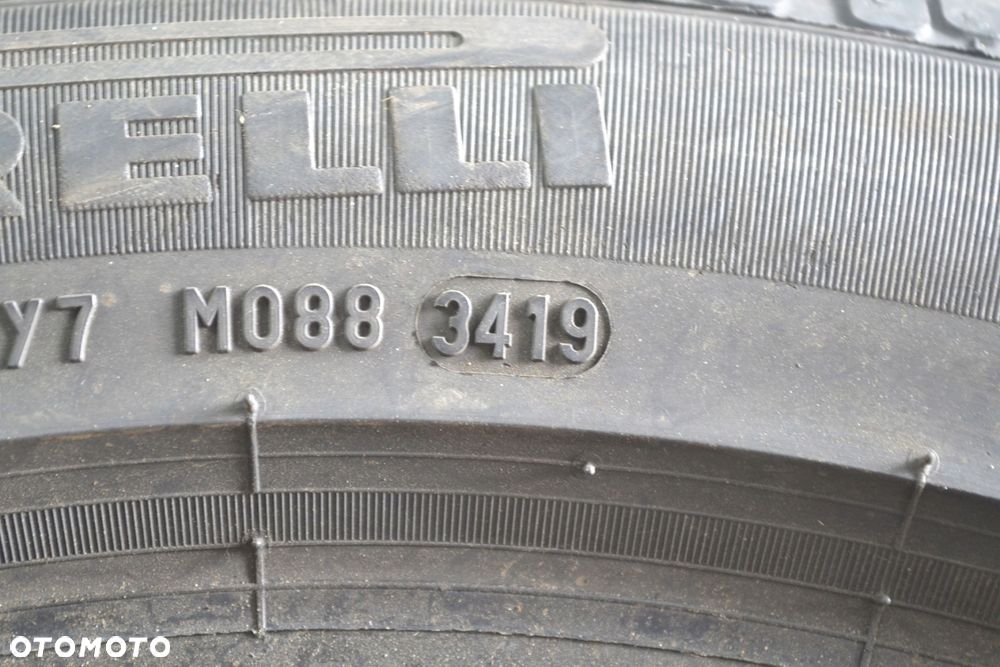 RELLI
Y7 M088 3419
OTOMOTO